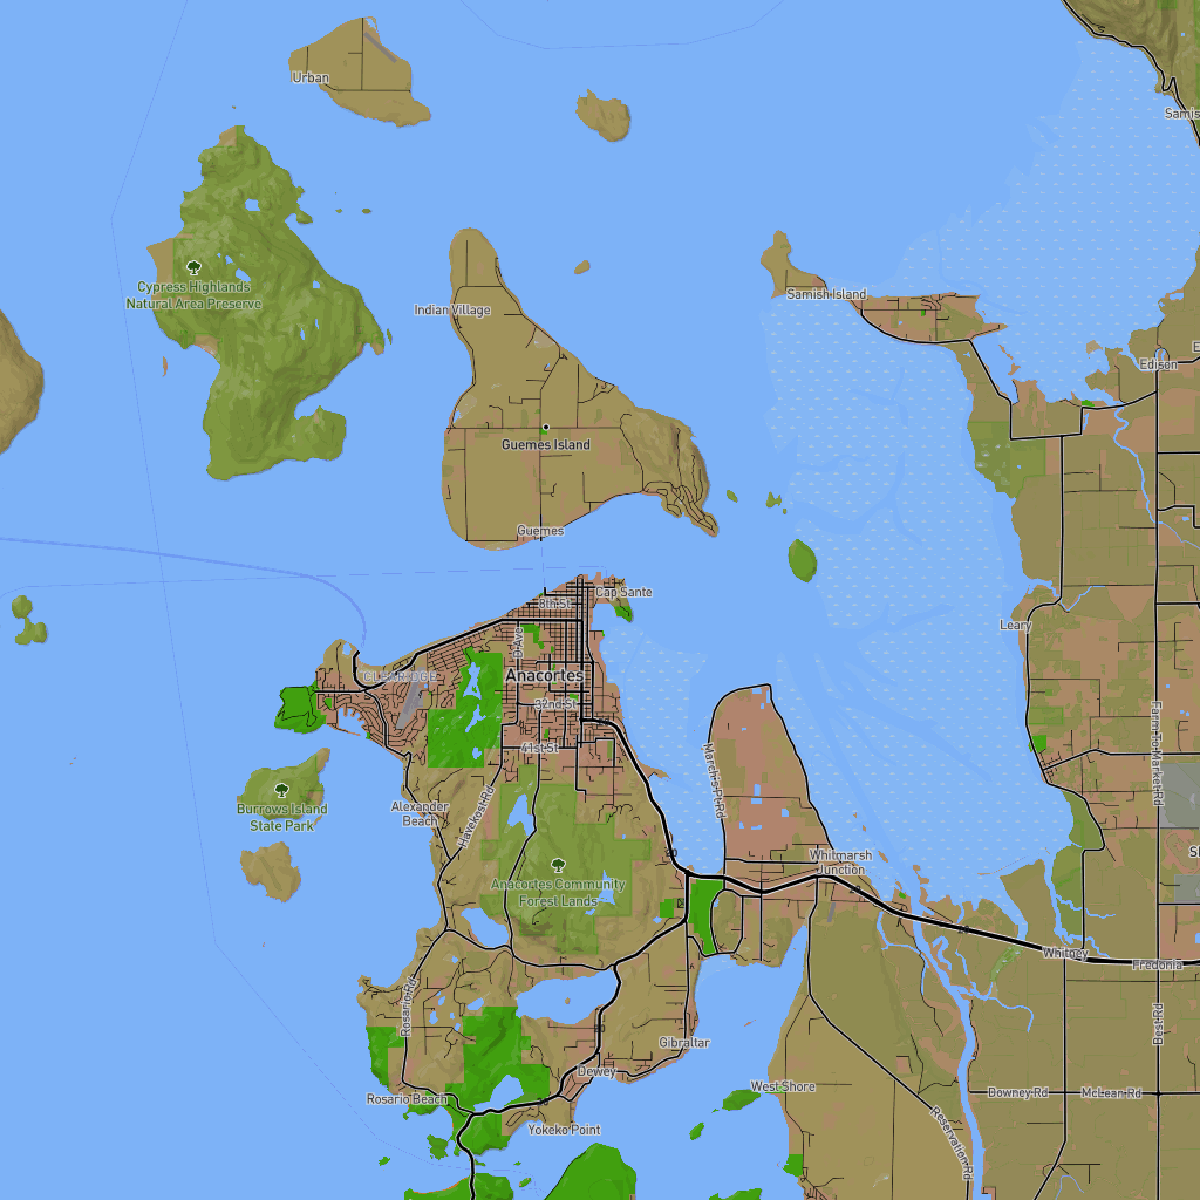 Urban
Samis
Cypress Highlands
Natural Area Preserve
Samish Island
Indian Village
Edison
Guemes Island
Guemes
8th St
Cap Sante
Leary
D Ave
Anacortes
32nd St
41st St
March's Pt Rd
Farm To Market Rd
Burrows Island
State Park
Alexander
Beach
Havekost Rd
Whitmarsh
Junction
Anacortes Community
Forest Lands
20
Whitney
Fredonia
Rosario Rd
Best Rd
Gibraltar
Dewey
West Shore
Downey Rd
McLean Rd
Rosario Beach
20
Yokeko Point
Reservation Rd